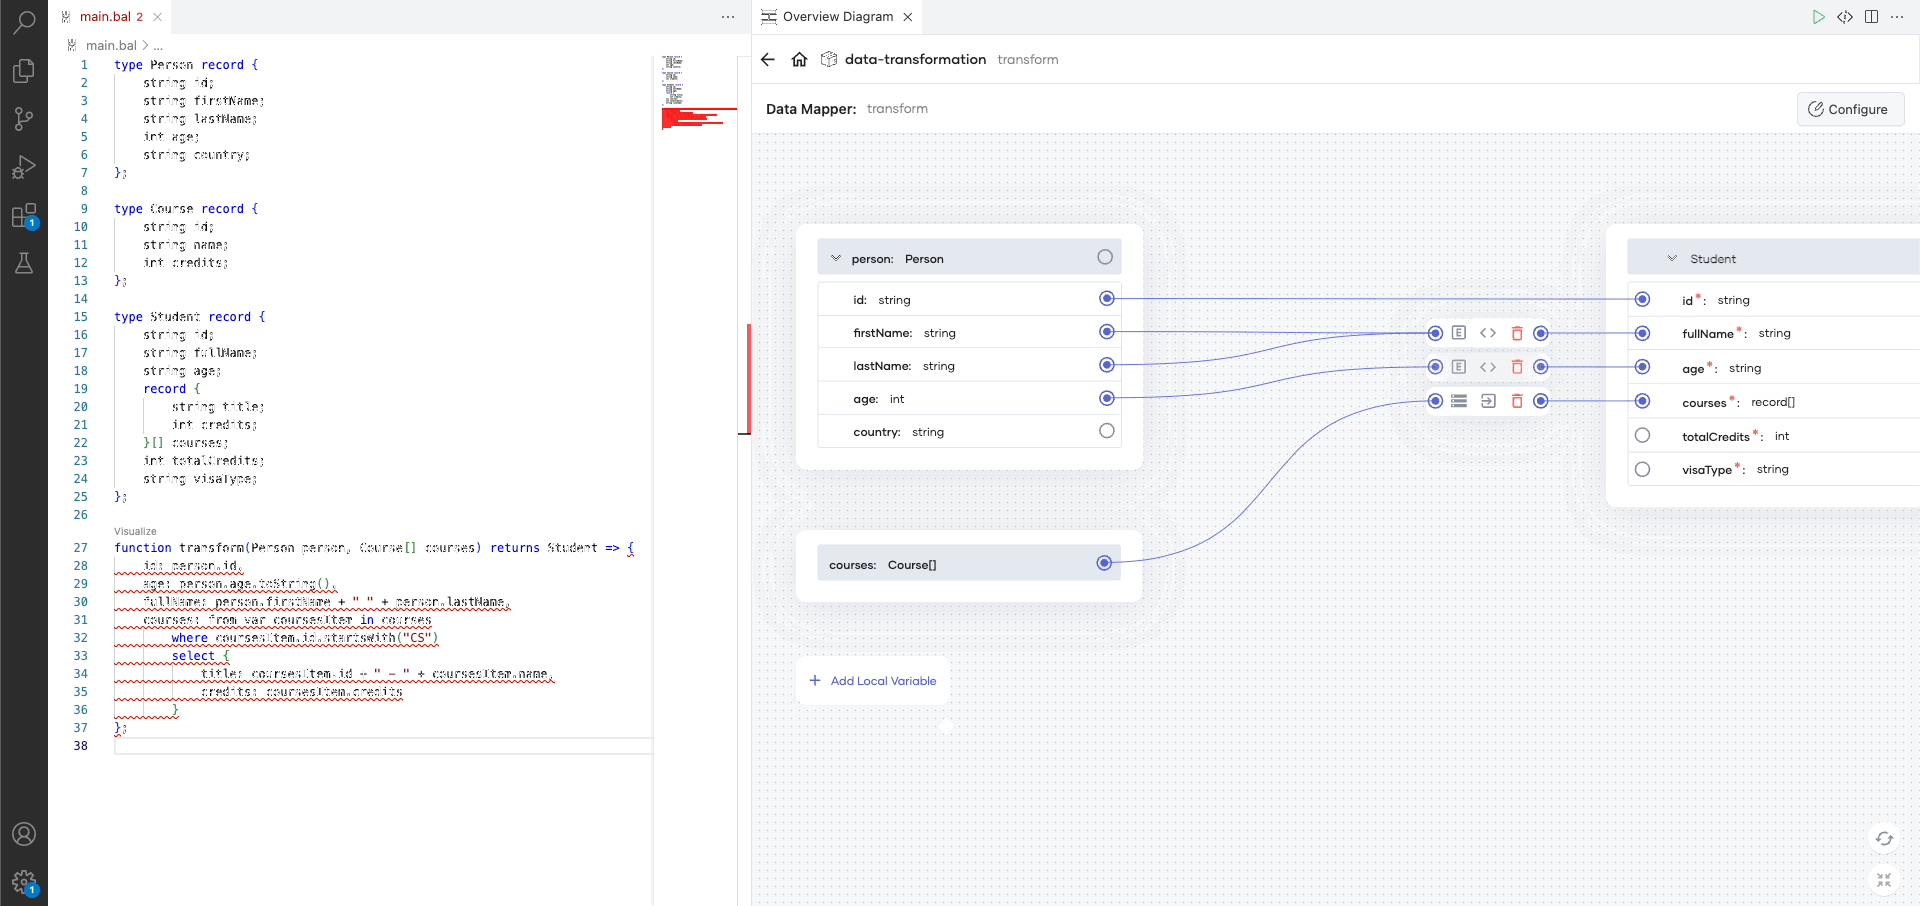 main.bal 2
main.bal > ...
1 type Person record {
2 string id;
3 string firstName;
4 string lastName;
5 int age;
6 string country;
7 };
8
9 type Course record {
10 string id;
11 string name;
12 int credits;
13 };
14
15 type Student record {
16 string id;
17 string fullName;
18 string age;
19 record {
20 string title;
21 int credits;
22 }[] courses;
23 int totalCredits;
24 string visaType;
25 };
26
Visualize
27 function transform(Person person, Course[] courses) returns Student => {
28 id: person.id,
29 age: person.age.toString(),
30 fullName: person.firstName + " " + person.lastName,
31 courses: from var coursesItem in courses
32 where coursesItem.id.startsWith("CS")
33 select {
34 title: coursesItem.id + " - " + coursesItem.name,
35 credits: coursesItem.credits
36 }
37 };
38
1
1
Overview Diagram
data-transformation transform
Data Mapper: transform
Configure
person: Person
id: string
firstName: string
lastName: string
age: int
country: string
courses: Course[]
+ Add Local Variable
E
E
Student
id*: string
fullName*: string
age*: string
courses*: record[]
totalCredits*: int
visaType*: string